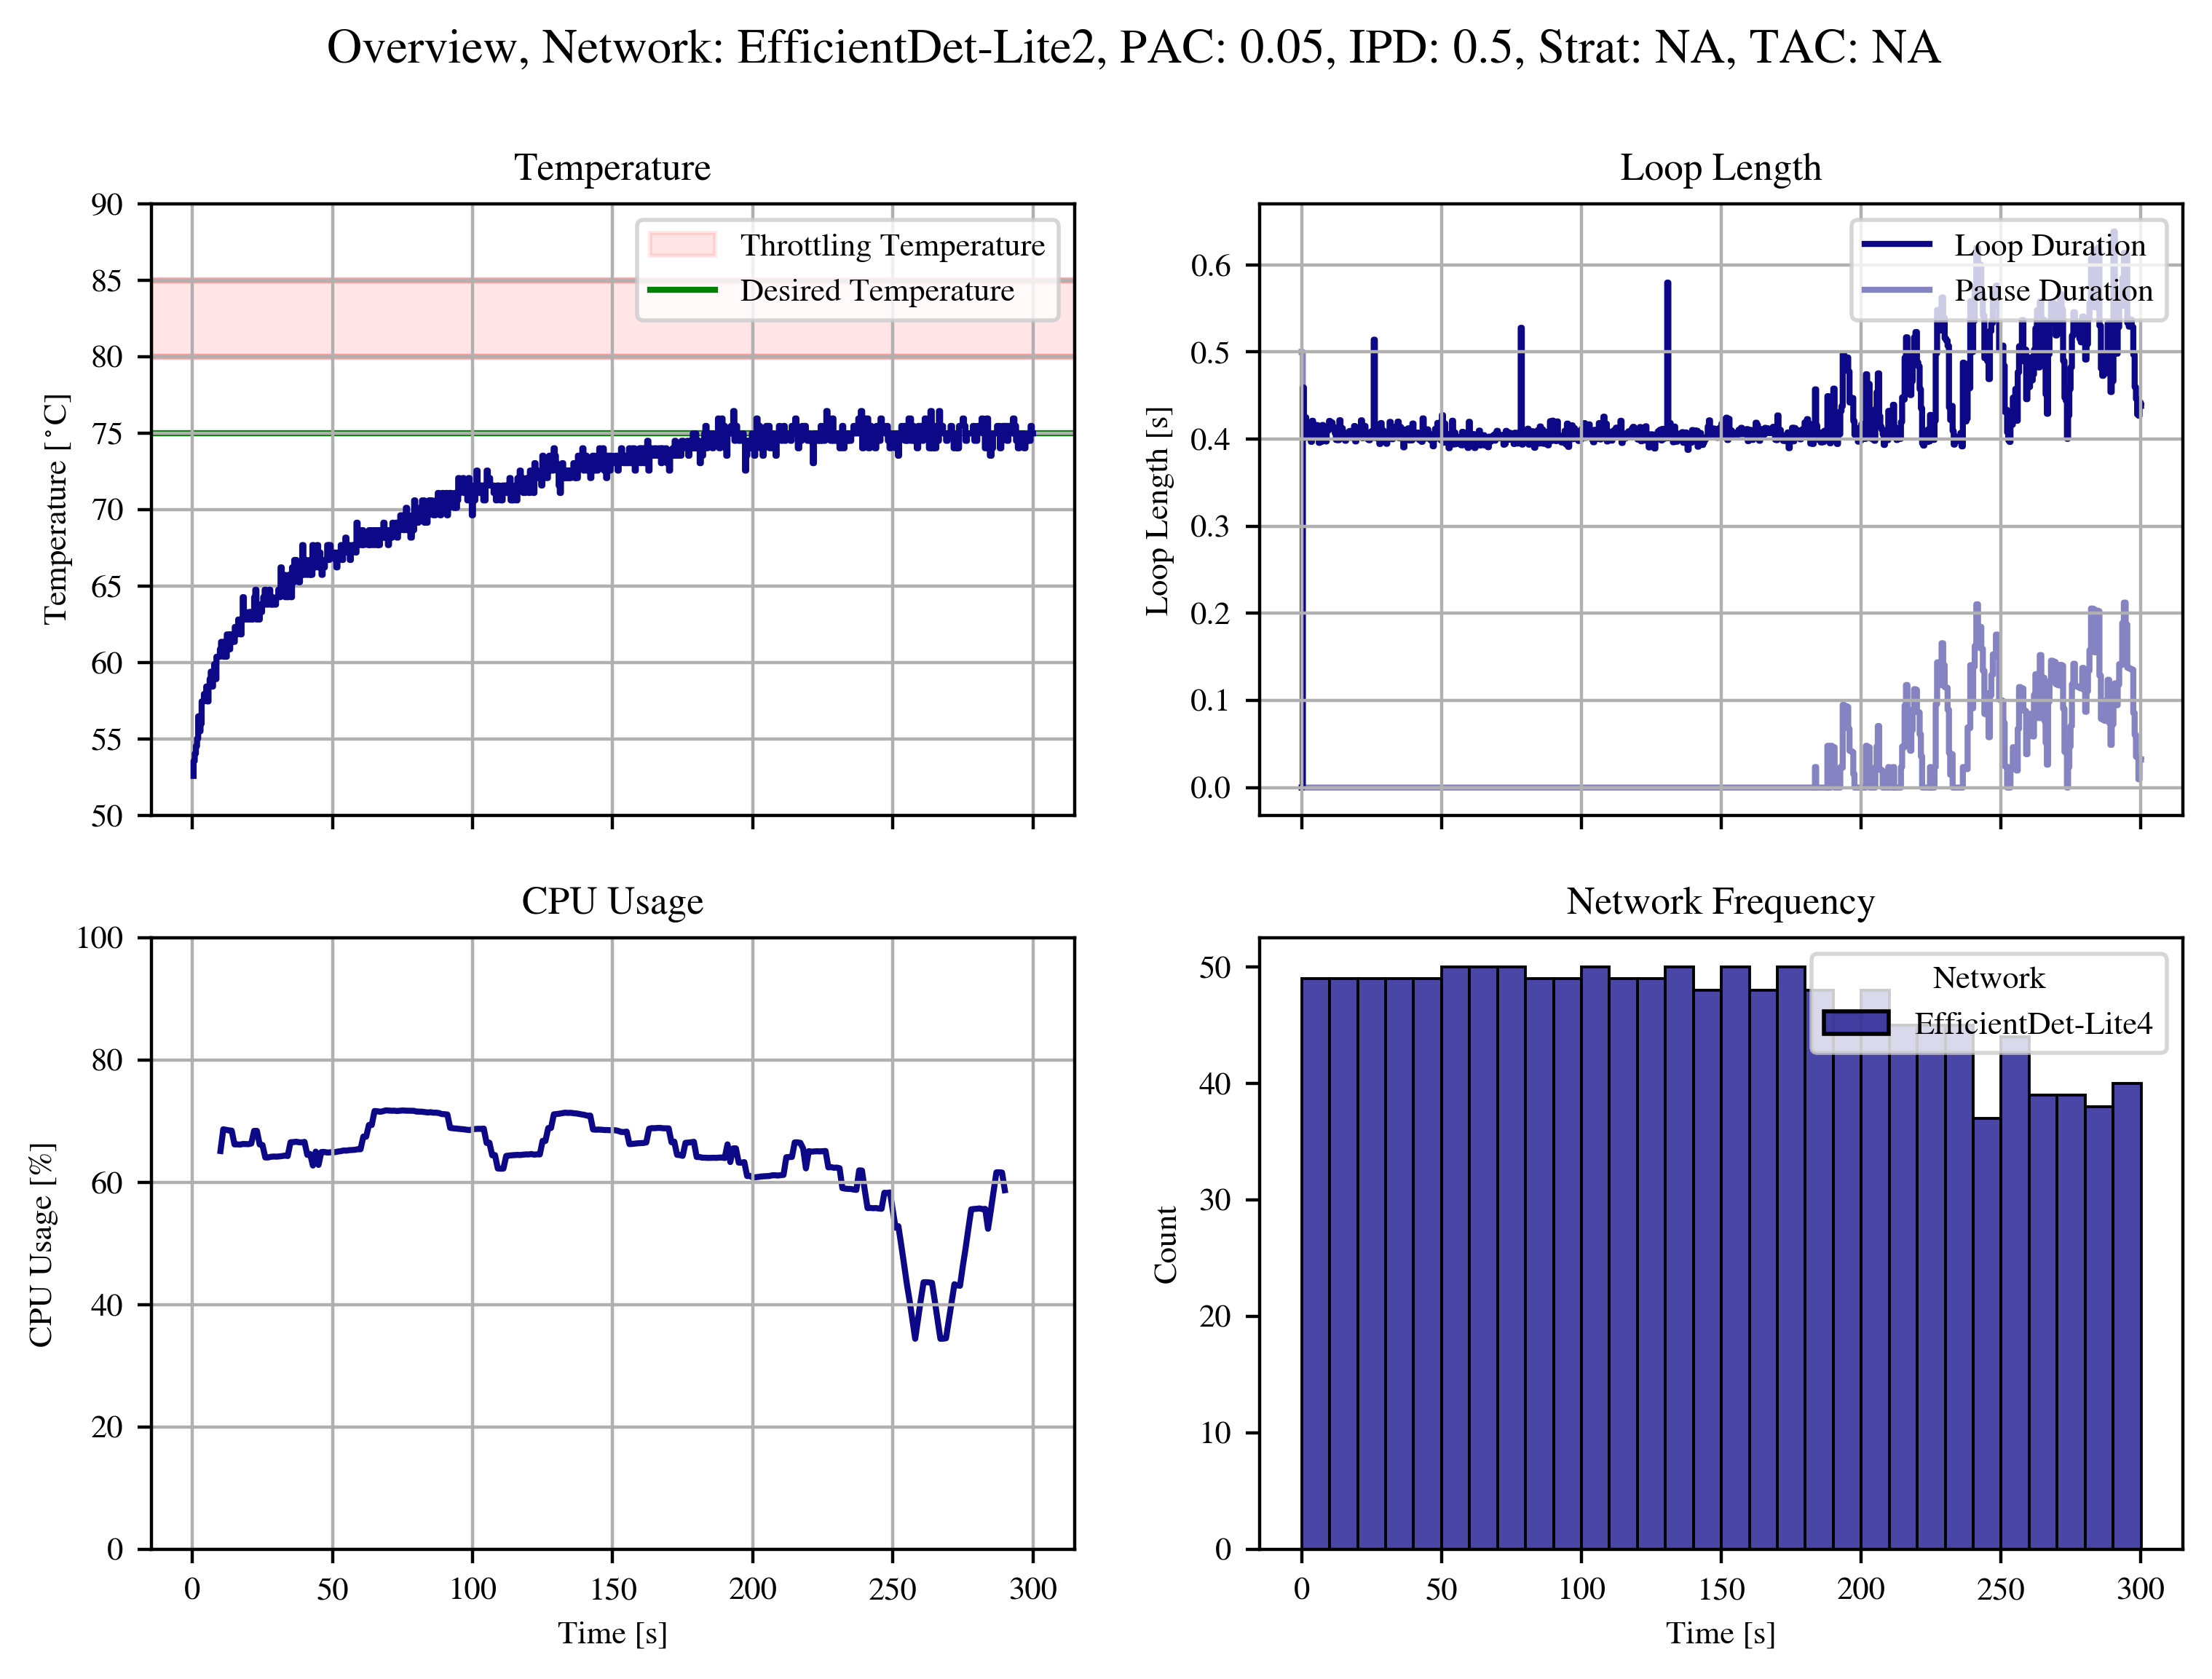 Overview, Network: EfficientDet-Lite2, PAC: 0.05, IPD: 0.5, Strat: NA, TAC: NA
Temperature
90
85
80
75
70
65
60
55
50
Temperature [°C]
Throttling Temperature
Desired Temperature
Loop Length
0.6
0.5
0.4
0.3
0.2
0.1
0.0
Loop Length [s]
Loop Duration
Pause Duration
CPU Usage
100
80
60
40
20
0
CPU Usage [%]
0 50 100 150 200 250 300
Time [s]
Network Frequency
50
40
30
20
10
0
Count
Network
EfficientDet-Lite4
0 50 100 150 200 250 300
Time [s]